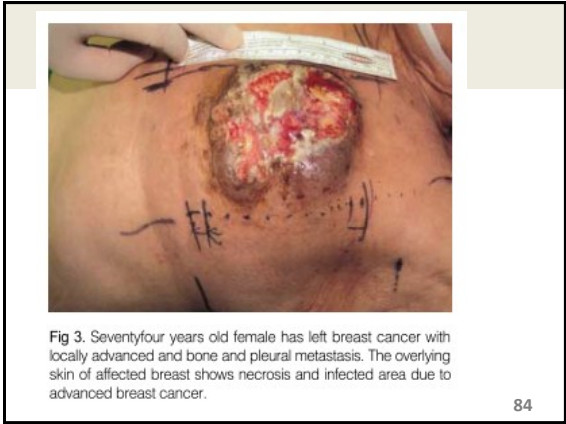 Fig 3. Seventyfour years old female has left breast cancer with
locally advanced and bone and pleural metastasis. The overlying
skin of affected breast shows necrosis and infected area due to
advanced breast cancer.
84